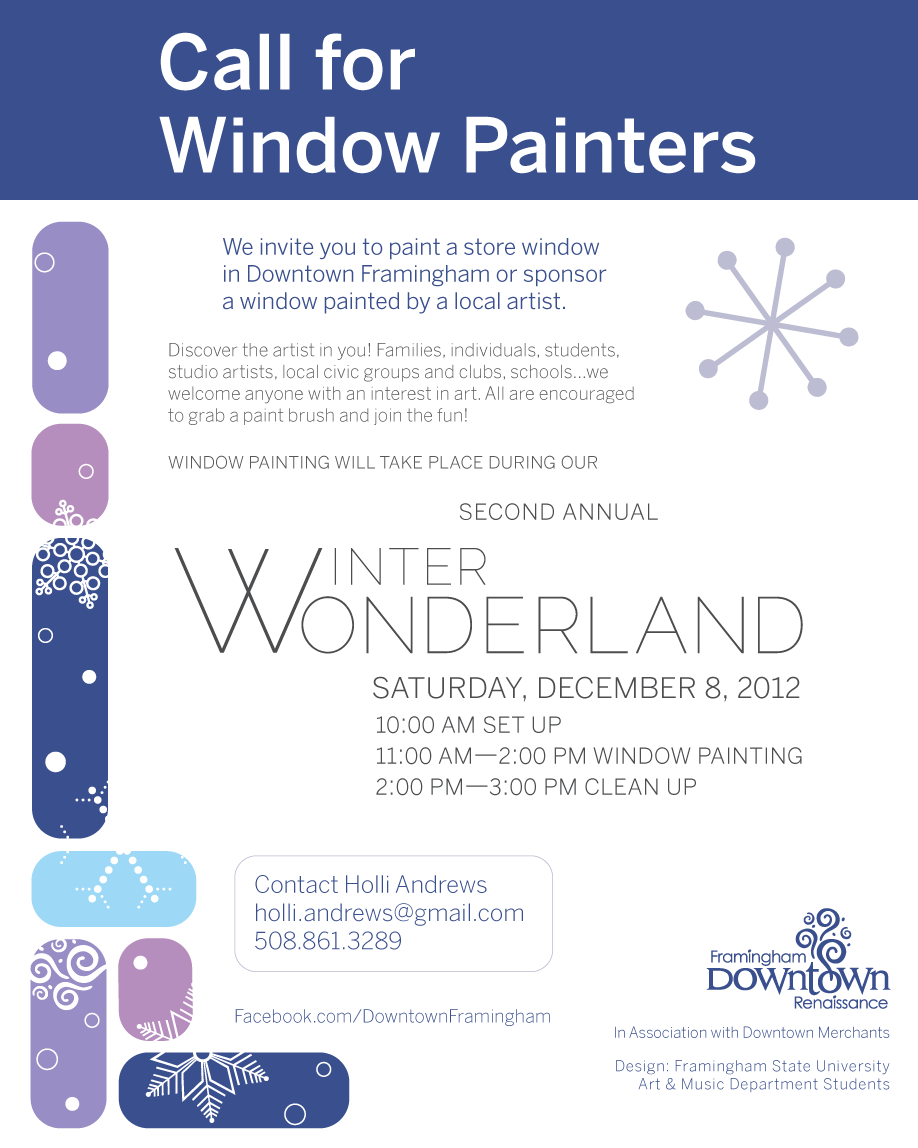 Call for
Window Painters
We invite you to paint a store window
in Downtown Framingham or sponsor
a window painted by a local artist.
Discover the artist in you! Families, individuals, students,
studio artists, local civic groups and clubs, schools...we
welcome anyone with an interest in art. All are encouraged
to grab a paint brush and join the fun!
WINDOW PAINTING WILL TAKE PLACE DURING OUR
SECOND ANNUAL
WINTER
WONDERLAND
SATURDAY, DECEMBER 8, 2012
10:00 AM SET UP
11:00 AM—2:00 PM WINDOW PAINTING
2:00 PM—3:00 PM CLEAN UP
Contact Holli Andrews
holli.andrews@gmail.com
508.861.3289
Facebook.com/DowntownFramingham
Framingham
Downtown
Renaissance
In Association with Downtown Merchants
Design: Framingham State University
Art & Music Department Students